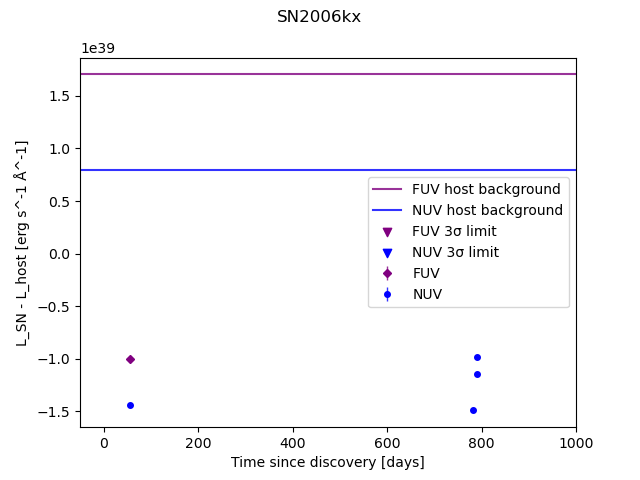 SN2006kx
1e39
L_SN - L_host [erg s^-1 Å^-1]
1.5
1.0
0.5
0.0
−0.5
−1.0
−1.5
FUV host background
NUV host background
FUV 3σ limit
NUV 3σ limit
FUV
NUV
0 200 400 600 800 1000
Time since discovery [days]